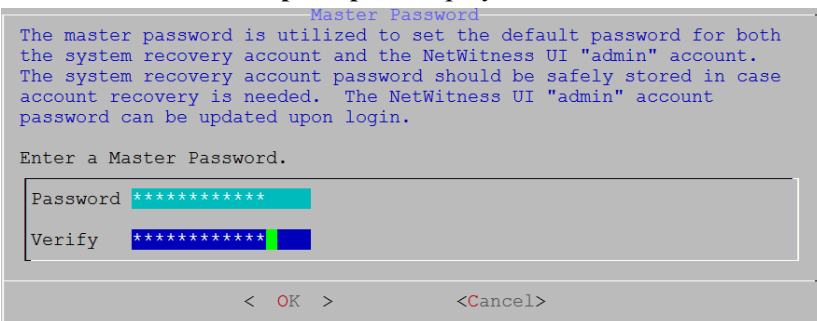 Master Password
The master password is utilized to set the default password for both
the system recovery account and the NetWitness UI "admin" account.
The system recovery account password should be safely stored in case
account recovery is needed.  The NetWitness UI "admin" account
password can be updated upon login.
Enter a Master Password.
Password ************
Verify ************
< OK > <Cancel>